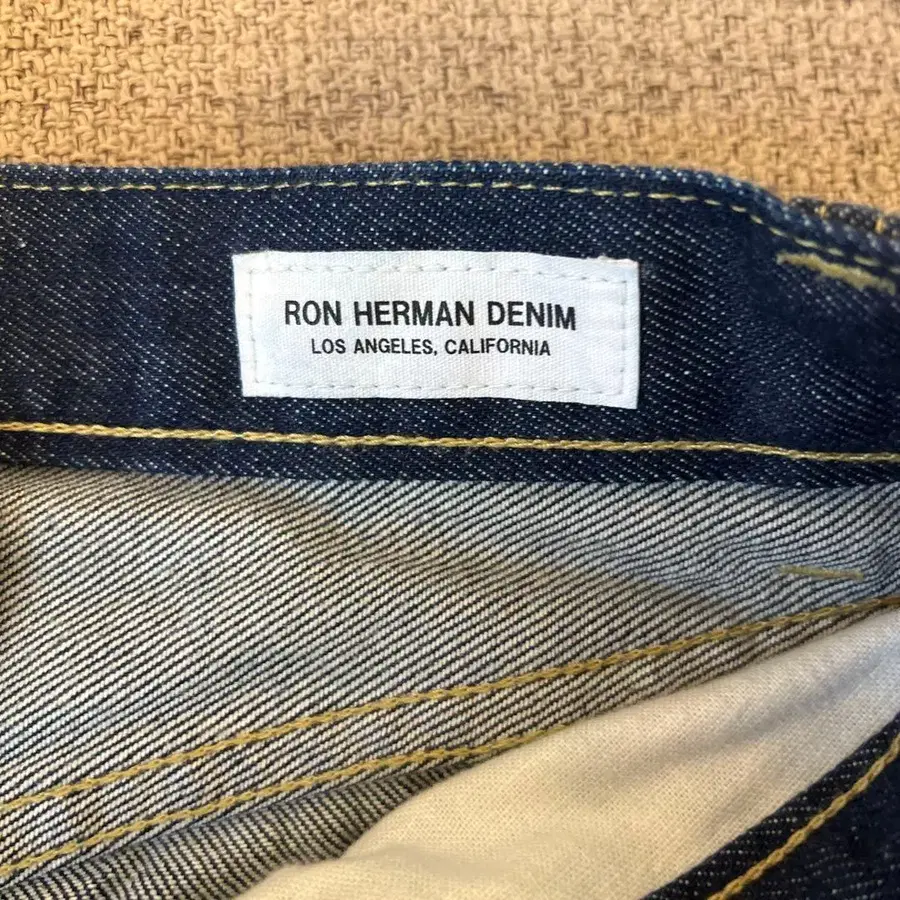 RON HERMAN DENIM
LOS ANGELES, CALIFORNIA